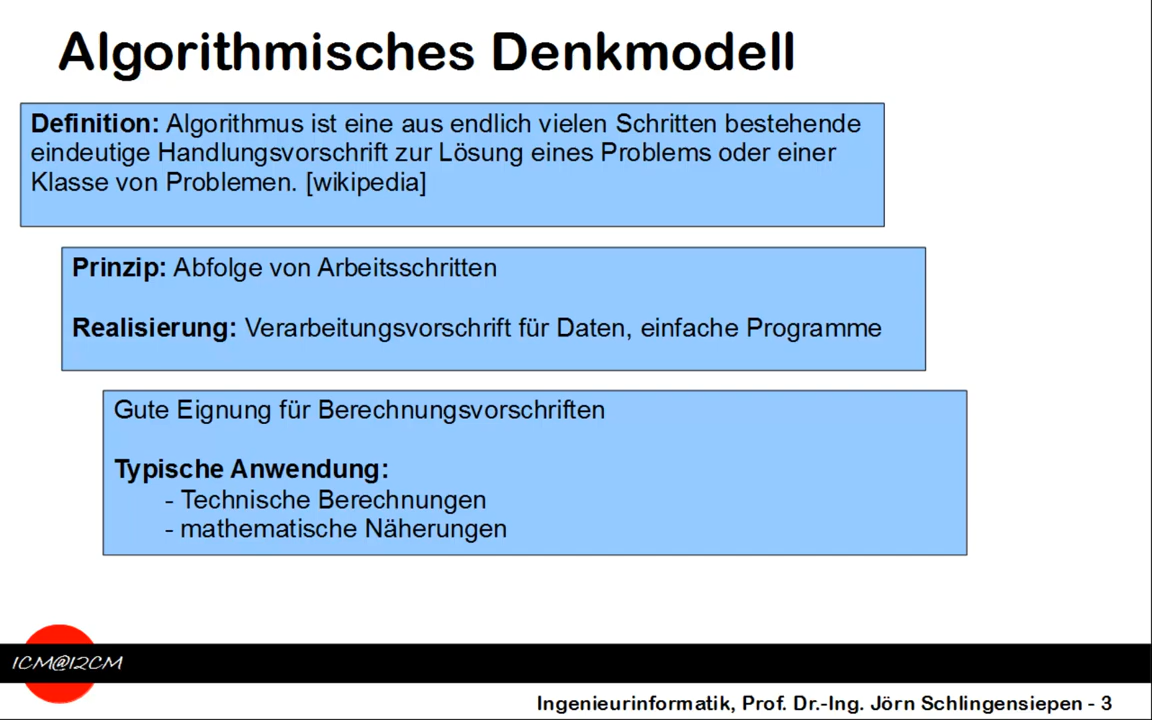 Algorithmisches Denkmodell
Definition: Algorithmus ist eine aus endlich vielen Schritten bestehende
eindeutige Handlungsvorschrift zur Lösung eines Problems oder einer
Klasse von Problemen. [wikipedia]
Prinzip: Abfolge von Arbeitsschritten
Realisierung: Verarbeitungsvorschrift für Daten, einfache Programme
Gute Eignung für Berechnungsvorschriften
Typische Anwendung:
- Technische Berechnungen
- mathematische Näherungen
1CM@12CM
Ingenieurinformatik, Prof. Dr.-Ing. Jörn Schlingensiepen - 3